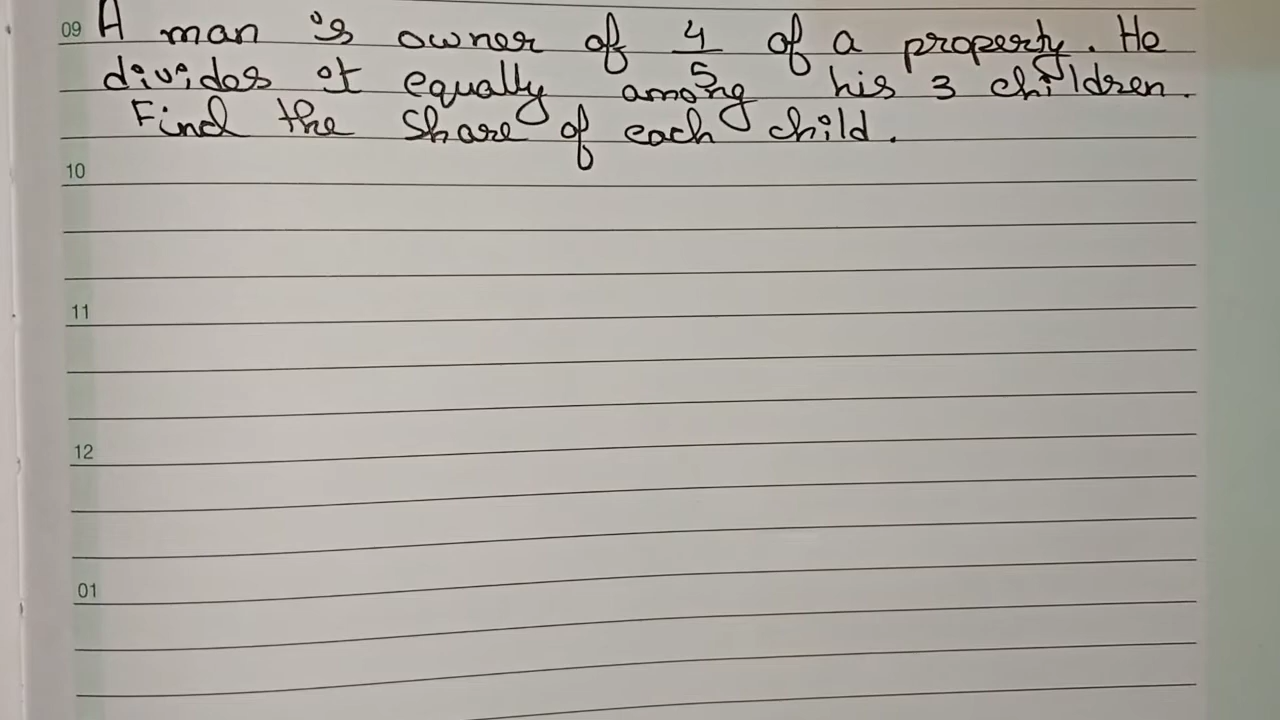 09 A man is owner of 4/5 of a property. He
divides it equally among his 3 children.
Find the share of each child.
10
11
12
01